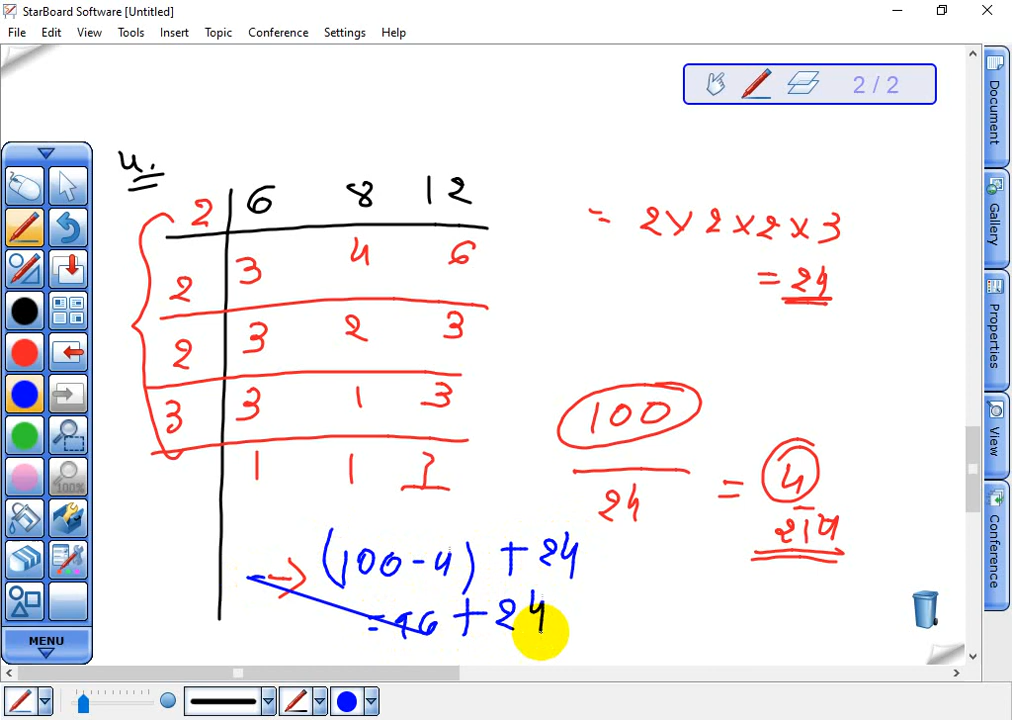 StarBoard Software [Untitled]
File Edit View Tools Insert Topic Conference Settings Help
2 / 2
4.
2 6 8 12
2 3 4 6
2 3 2 3
3 3 1 3
1 1 1
= 2 × 2 × 2 × 3
= 24
100
24
= 4
→ (100 - 4) + 24
= 96 + 24
MENU
100%
Document
Gallery
Properties
View
Conference